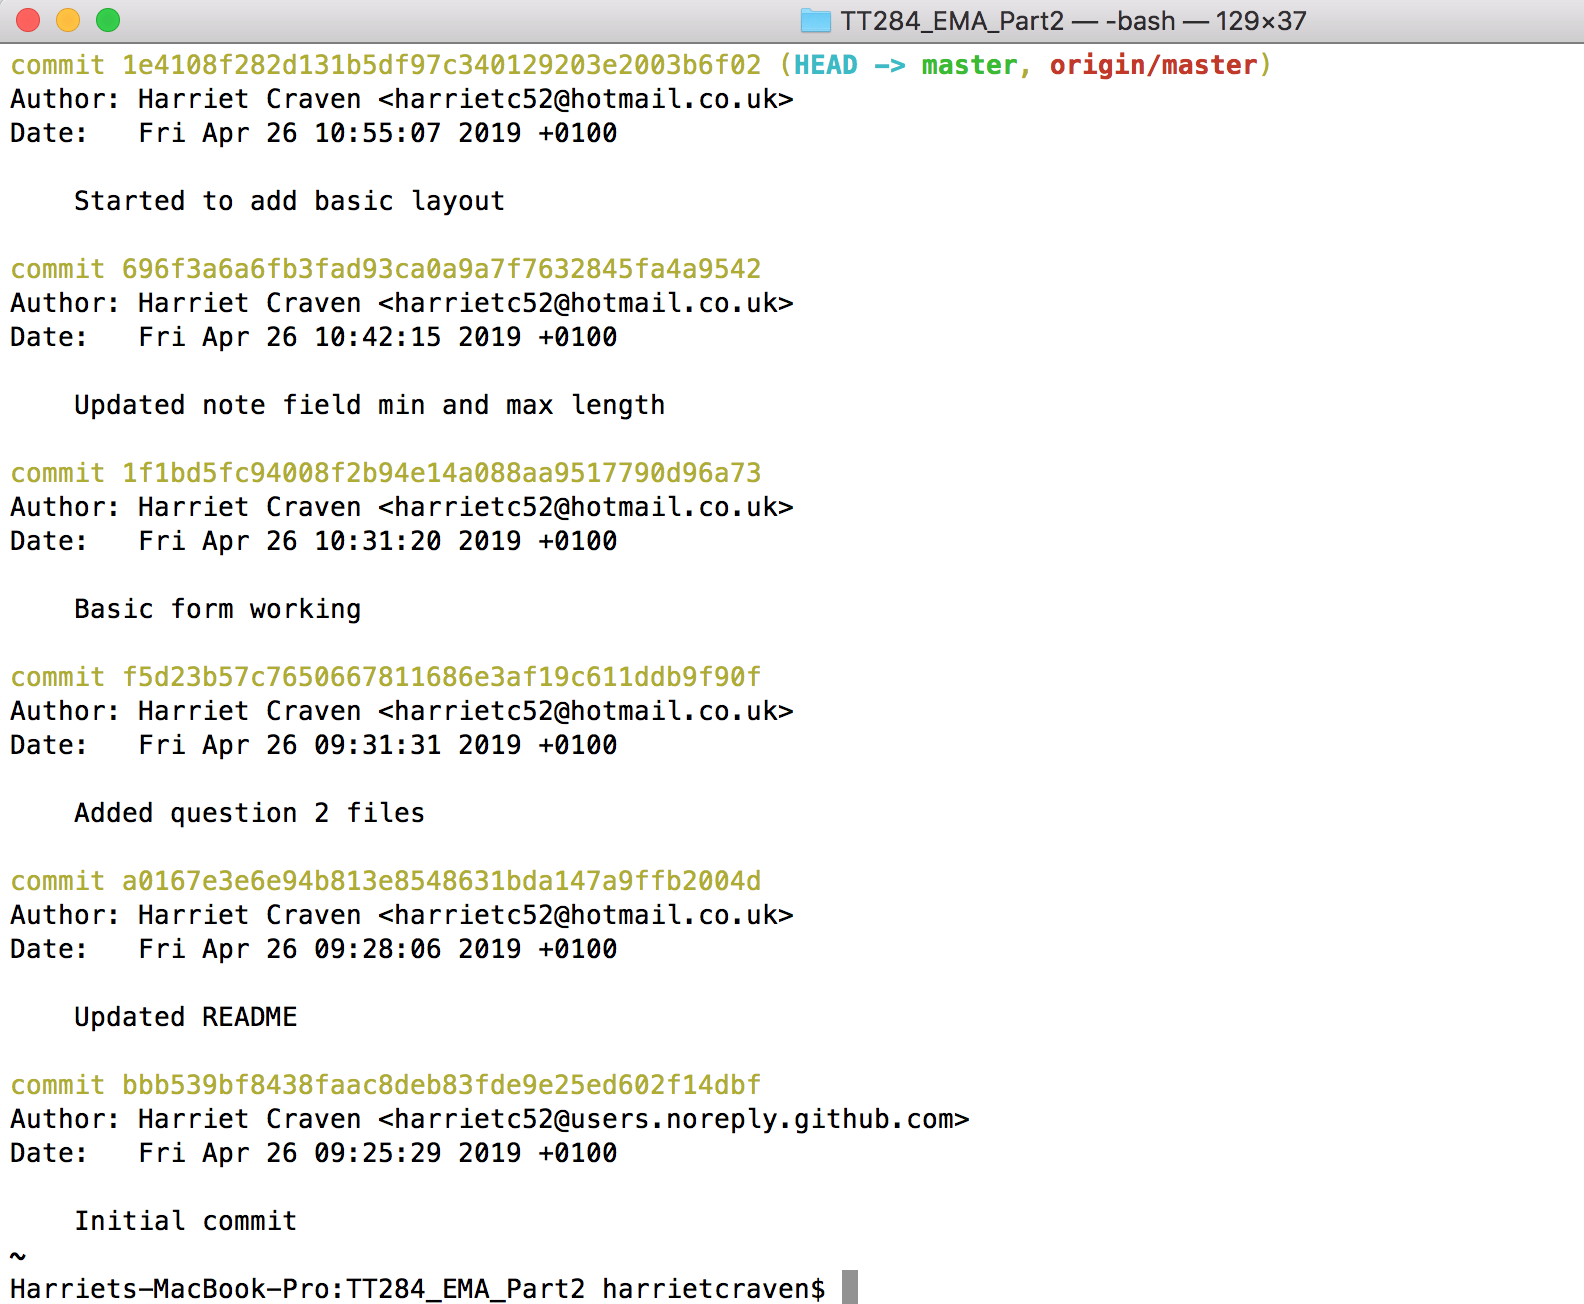 TT284_EMA_Part2 — -bash — 129×37
commit 1e4108f282d131b5df97c340129203e2003b6f02 (HEAD -> master, origin/master)
Author: Harriet Craven <harrietc52@hotmail.co.uk>
Date:   Fri Apr 26 10:55:07 2019 +0100
Started to add basic layout
commit 696f3a6a6fb3fad93ca0a9a7f7632845fa4a9542
Author: Harriet Craven <harrietc52@hotmail.co.uk>
Date:   Fri Apr 26 10:42:15 2019 +0100
Updated note field min and max length
commit 1f1bd5fc94008f2b94e14a088aa9517790d96a73
Author: Harriet Craven <harrietc52@hotmail.co.uk>
Date:   Fri Apr 26 10:31:20 2019 +0100
Basic form working
commit f5d23b57c7650667811686e3af19c611ddb9f90f
Author: Harriet Craven <harrietc52@hotmail.co.uk>
Date:   Fri Apr 26 09:31:31 2019 +0100
Added question 2 files
commit a0167e3e6e94b813e8548631bda147a9ffb2004d
Author: Harriet Craven <harrietc52@hotmail.co.uk>
Date:   Fri Apr 26 09:28:06 2019 +0100
Updated README
commit bbb539bf8438faac8deb83fde9e25ed602f14dbf
Author: Harriet Craven <harrietc52@users.noreply.github.com>
Date:   Fri Apr 26 09:25:29 2019 +0100
Initial commit
~
Harriets-MacBook-Pro:TT284_EMA_Part2 harrietcraven$